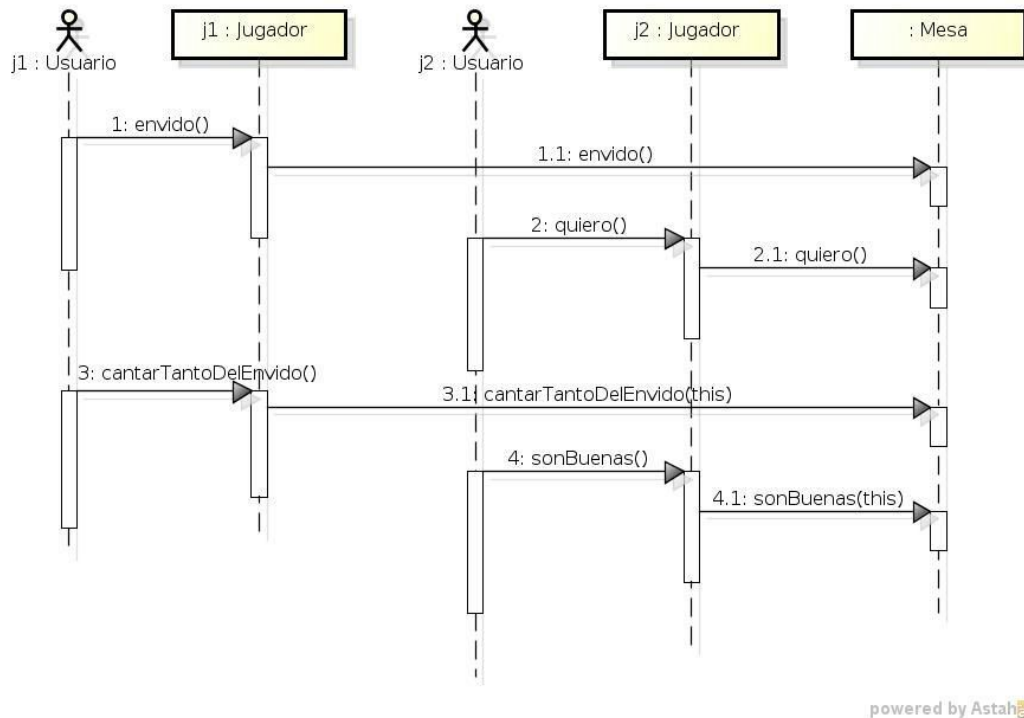 j1 : Usuario
j1 : Jugador
j2 : Usuario
j2 : Jugador
: Mesa
1: envido()
1.1: envido()
2: quiero()
2.1: quiero()
3: cantarTantoDelEnvido()
3.1: cantarTantoDelEnvido(this)
4: sonBuenas()
4.1: sonBuenas(this)
powered by Astah